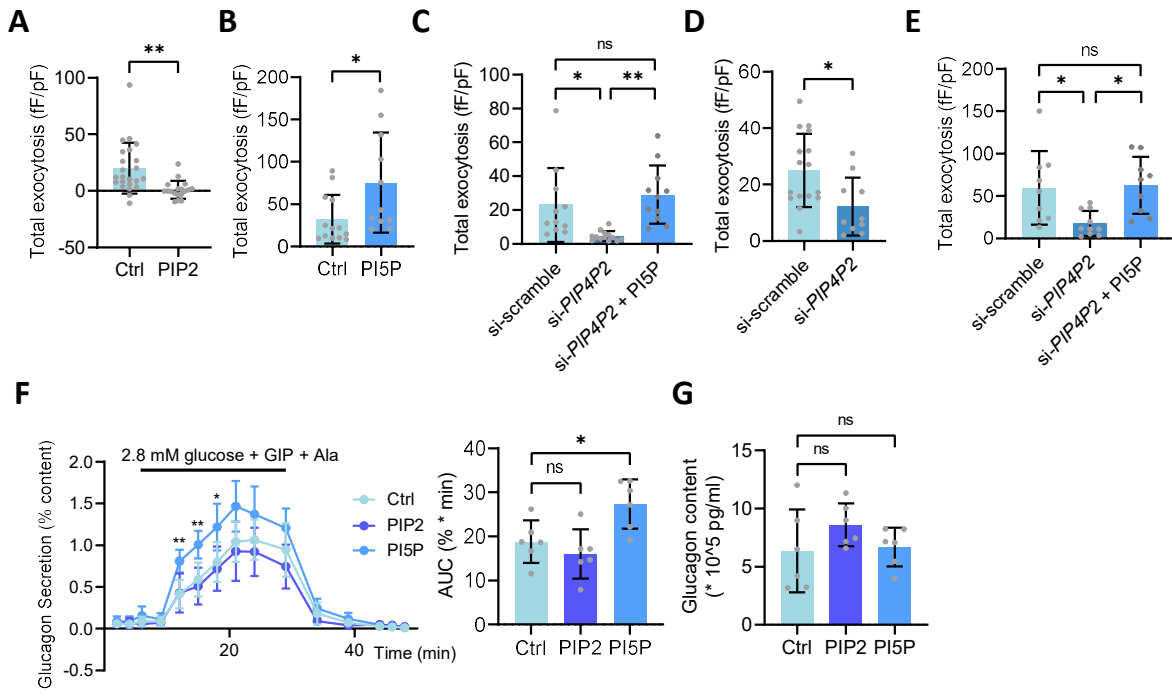 A
Total exocytosis (fF/pF)
100
50
0
-50
**
Ctrl
PIP2
B
Total exocytosis (fF/pF)
200
150
100
50
0
*
Ctrl
PI5P
C
Total exocytosis (fF/pF)
100
80
60
40
20
0
ns
*
**
si-scramble
si-PIP4P2
si-PIP4P2 + PI5P
D
Total exocytosis (fF/pF)
60
40
20
0
*
si-scramble
si-PIP4P2
E
Total exocytosis (fF/pF)
200
150
100
50
0
ns
*
*
si-scramble
si-PIP4P2
si-PIP4P2 + PI5P
F
Glucagon Secretion (% content)
2.0
1.5
1.0
0.5
0.0
-0.5
2.8 mM glucose + GIP + Ala
**
**
*
Ctrl
PIP2
PI5P
20
40
Time (min)
AUC (% * min)
40
30
20
10
0
*
ns
Ctrl
PIP2
PI5P
G
Glucagon content
(* 10^5 pg/ml)
15
10
5
0
ns
ns
Ctrl
PIP2
PI5P